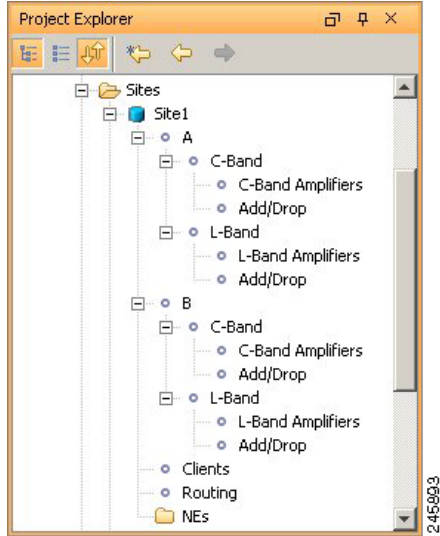 Project Explorer
Sites
Site1
A
C-Band
C-Band Amplifiers
Add/Drop
L-Band
L-Band Amplifiers
Add/Drop
B
C-Band
C-Band Amplifiers
Add/Drop
L-Band
L-Band Amplifiers
Add/Drop
Clients
Routing
NEs
245893